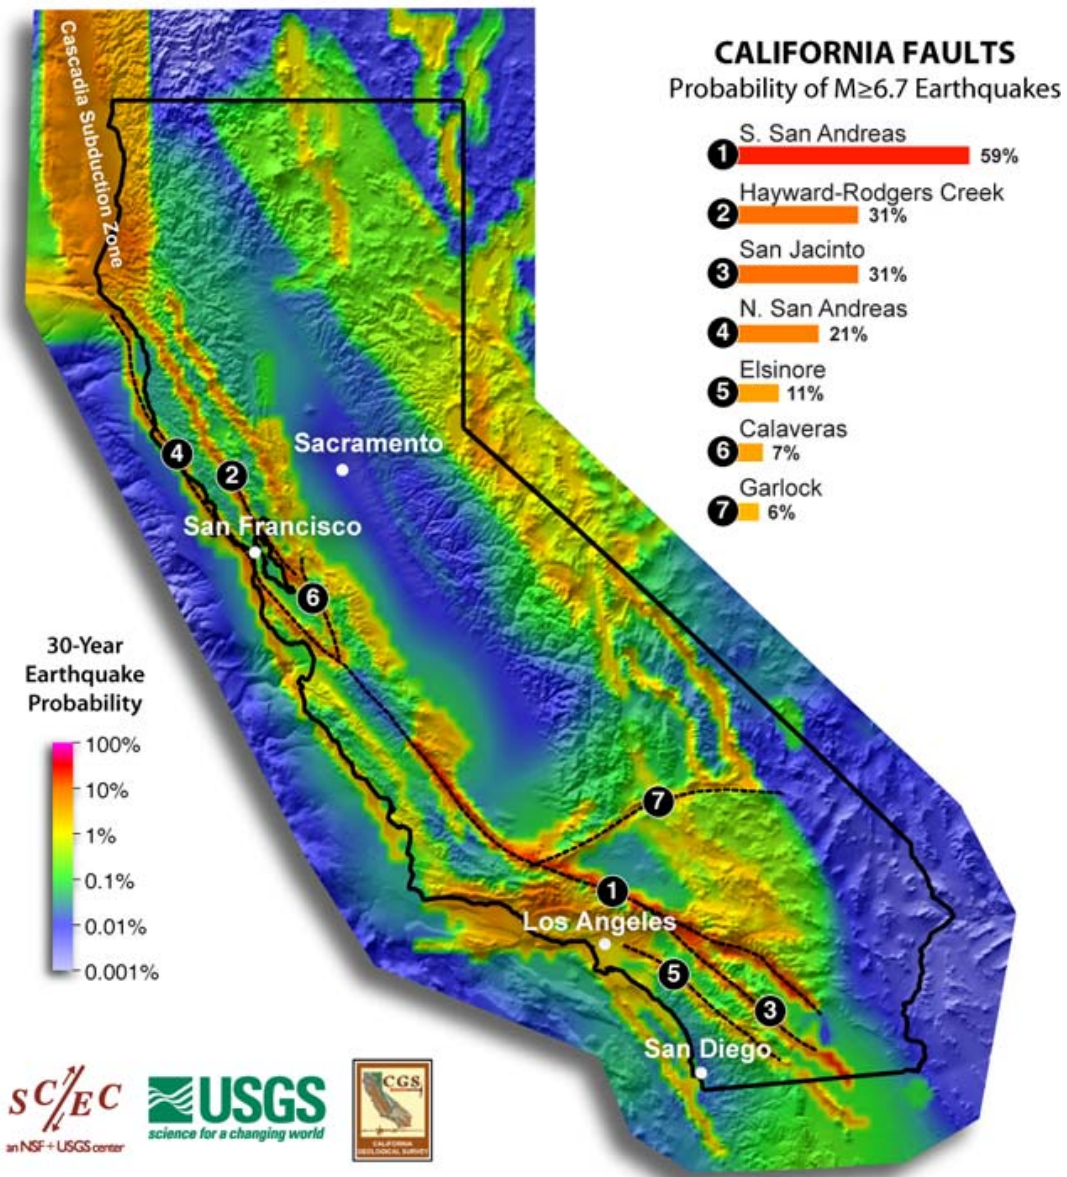 CALIFORNIA FAULTS
Probability of M≥6.7 Earthquakes
1 S. San Andreas 59%
2 Hayward-Rodgers Creek 31%
3 San Jacinto 31%
4 N. San Andreas 21%
5 Elsinore 11%
6 Calaveras 7%
7 Garlock 6%
Cascadia Subduction Zone
Sacramento
4
2
San Francisco
6
7
1
Los Angeles
5
3
San Diego
30-Year
Earthquake
Probability
100%
10%
1%
0.1%
0.01%
0.001%
SC/EC
an NSF + USGS center
USGS
science for a changing world
CGS
CALIFORNIA
GEOLOGICAL SURVEY